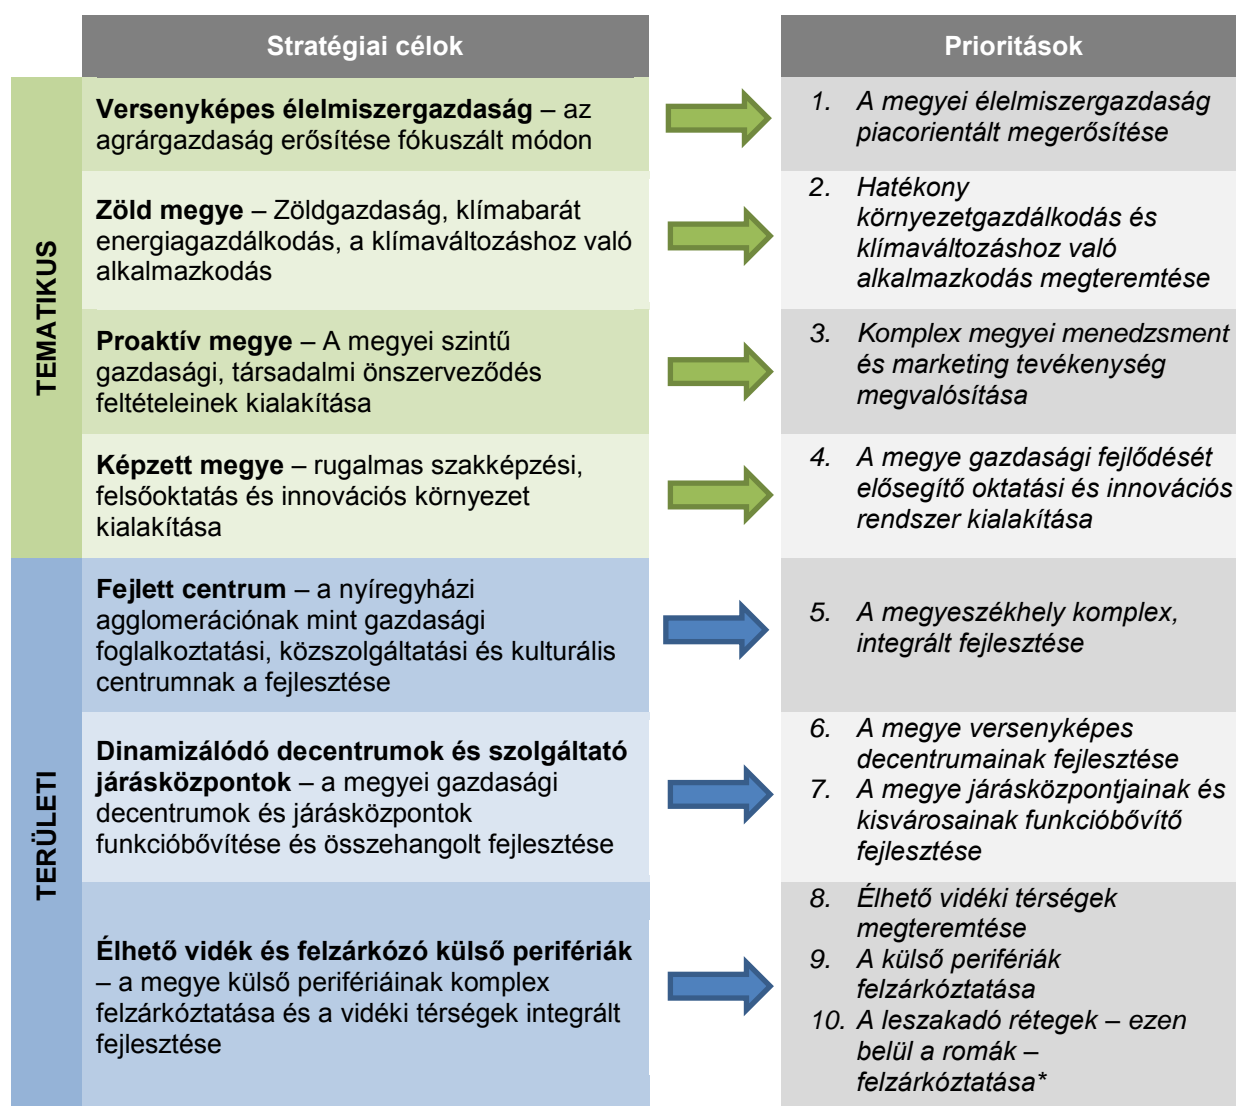 Stratégiai célok
Prioritások
TEMATIKUS
Versenyképes élelmiszergazdaság – az
agrárgazdaság erősítése fókuszált módon
1. A megyei élelmiszergazdaság
piacorientált megerősítése
Zöld megye – Zöldgazdaság, klímabarát
energiagazdálkodás, a klímaváltozáshoz való
alkalmazkodás
2. Hatékony
környezetgazdálkodás és
klímaváltozáshoz való
alkalmazkodás megteremtése
Proaktív megye – A megyei szintű
gazdasági, társadalmi önszerveződés
feltételeinek kialakítása
3. Komplex megyei menedzsment
és marketing tevékenység
megvalósítása
Képzett megye – rugalmas szakképzési,
felsőoktatás és innovációs környezet
kialakítása
4. A megye gazdasági fejlődését
elősegítő oktatási és innovációs
rendszer kialakítása
TERÜLETI
Fejlett centrum – a nyíregyházi
agglomerációnak mint gazdasági
foglalkoztatási, közszolgáltatási és kulturális
centrumnak a fejlesztése
5. A megyeszékhely komplex,
integrált fejlesztése
Dinamizálódó decentrumok és szolgáltató
járásközpontok – a megyei gazdasági
decentrumok és járásközpontok
funkcióbővítése és összehangolt fejlesztése
6. A megye versenyképes
decentrumainak fejlesztése
7. A megye járásközpontjainak és
kisvárosainak funkcióbővítő
fejlesztése
Élhető vidék és felzárkózó külső perifériák
– a megye külső perifériáinak komplex
felzárkóztatása és a vidéki térségek integrált
fejlesztése
8. Élhető vidéki térségek
megteremtése
9. A külső perifériák
felzárkóztatása
10. A leszakadó rétegek – ezen
belül a romák –
felzárkóztatása*